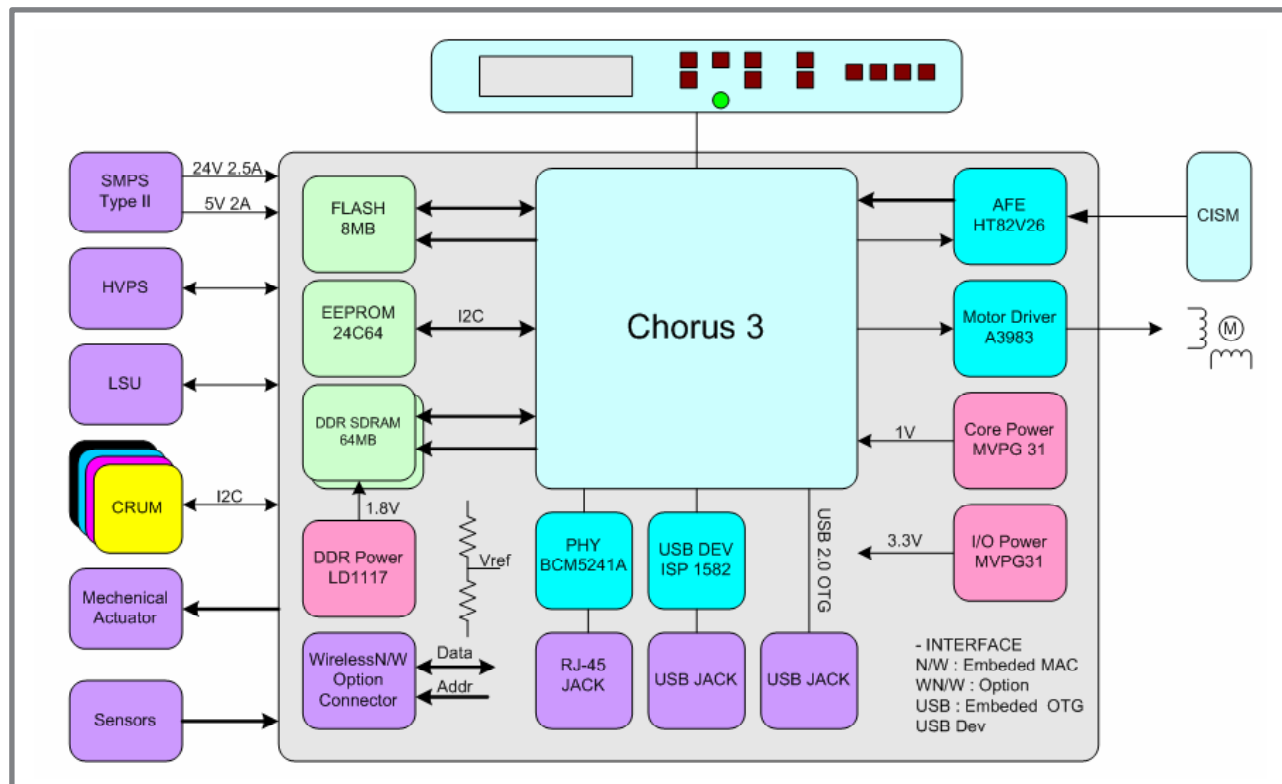 SMPS
Type II
24V 2.5A
5V 2A
HVPS
LSU
CRUM
I2C
Mechenical
Actuator
Sensors
FLASH
8MB
EEPROM
24C64
I2C
DDR SDRAM
64MB
1.8V
DDR Power
LD1117
Vref
WirelessN/W
Option
Connector
Data
Addr
Chorus 3
PHY
BCM5241A
USB DEV
ISP 1582
USB 2.0 OTG
RJ-45
JACK
USB JACK
USB JACK
AFE
HT82V26
CISM
Motor Driver
A3983
M
1V
Core Power
MVPG 31
3.3V
I/O Power
MVPG31
- INTERFACE
N/W : Embeded MAC
WN/W : Option
USB : Embeded OTG
USB Dev